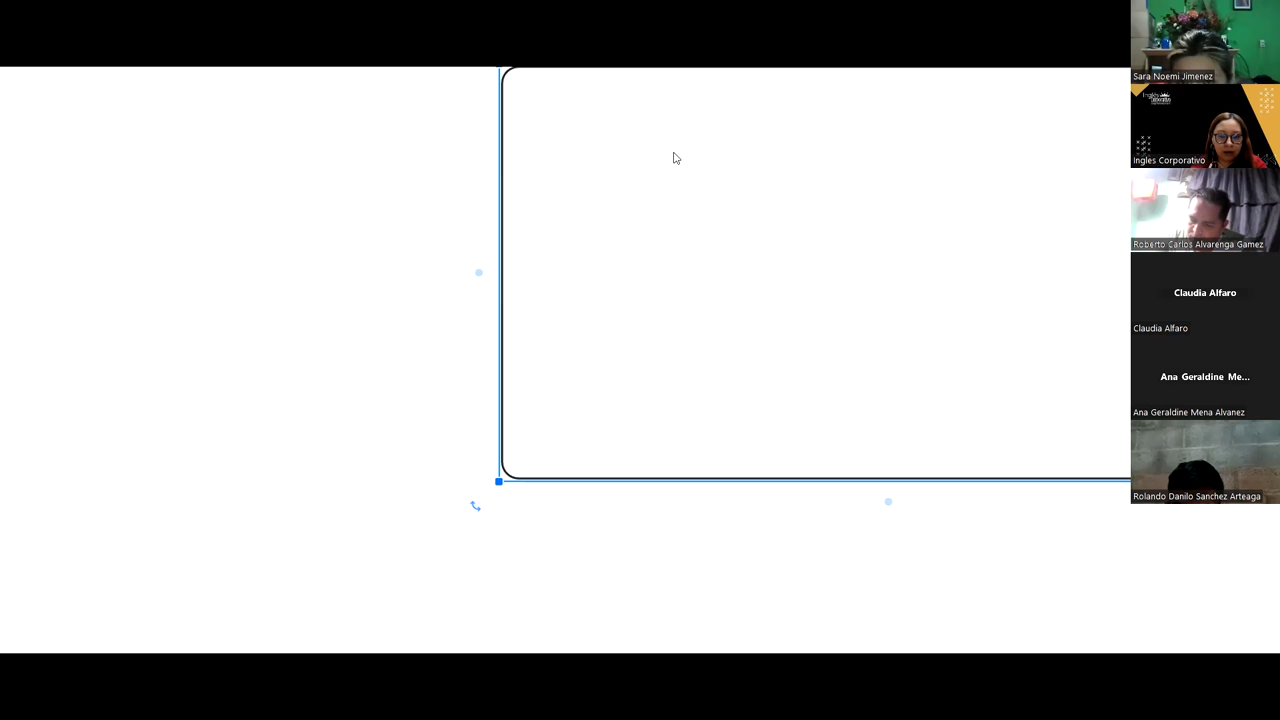 Sara Noemi Jimenez
Ingles Corporativo
Roberto Carlos Alvarenga Gamez
Claudia Alfaro
Claudia Alfaro
Ana Geraldine Me...
Ana Geraldine Mena Alvanez
Rolando Danilo Sanchez Arteaga